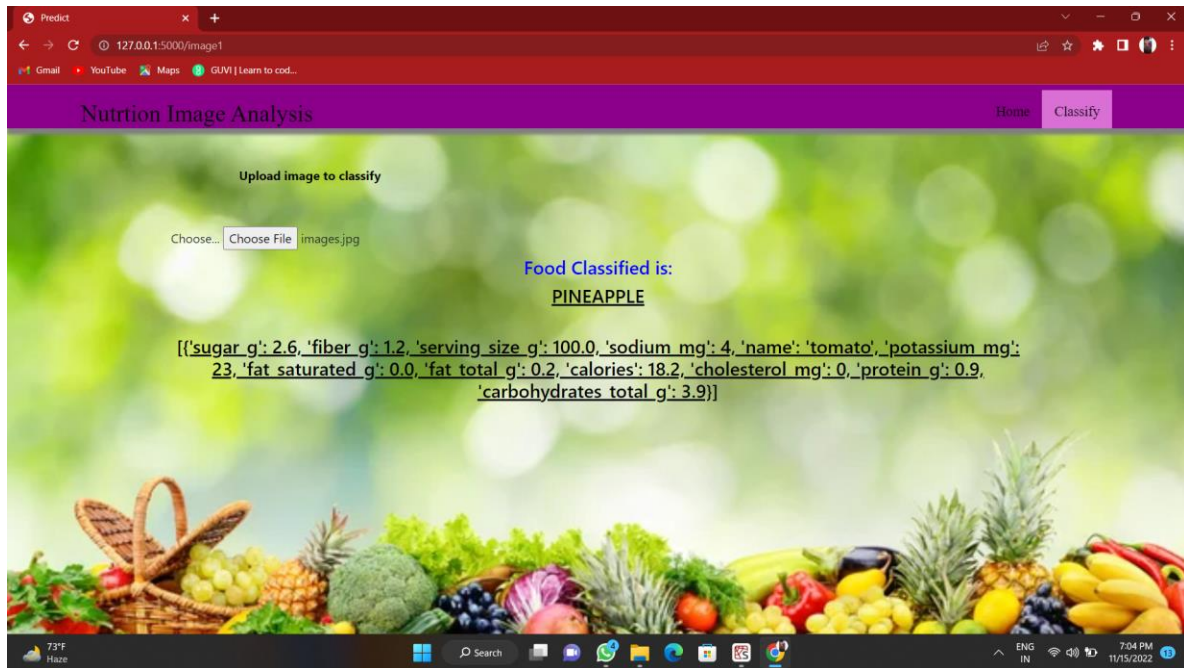 Predict
127.0.0.1:5000/image1
Gmail YouTube Maps GUVI | Learn to cod...
Nutrtion Image Analysis Home Classify
Upload image to classify
Choose... Choose File images.jpg
Food Classified is:
PINEAPPLE
[{'sugar_g': 2.6, 'fiber_g': 1.2, 'serving_size_g': 100.0, 'sodium_mg': 4, 'name': 'tomato', 'potassium_mg':
23, 'fat_saturated_g': 0.0, 'fat_total_g': 0.2, 'calories': 18.2, 'cholesterol_mg': 0, 'protein_g': 0.9,
'carbohydrates_total_g': 3.9}]
73°F
Haze
Search
ENG
IN
7:04 PM
11/15/2022
13